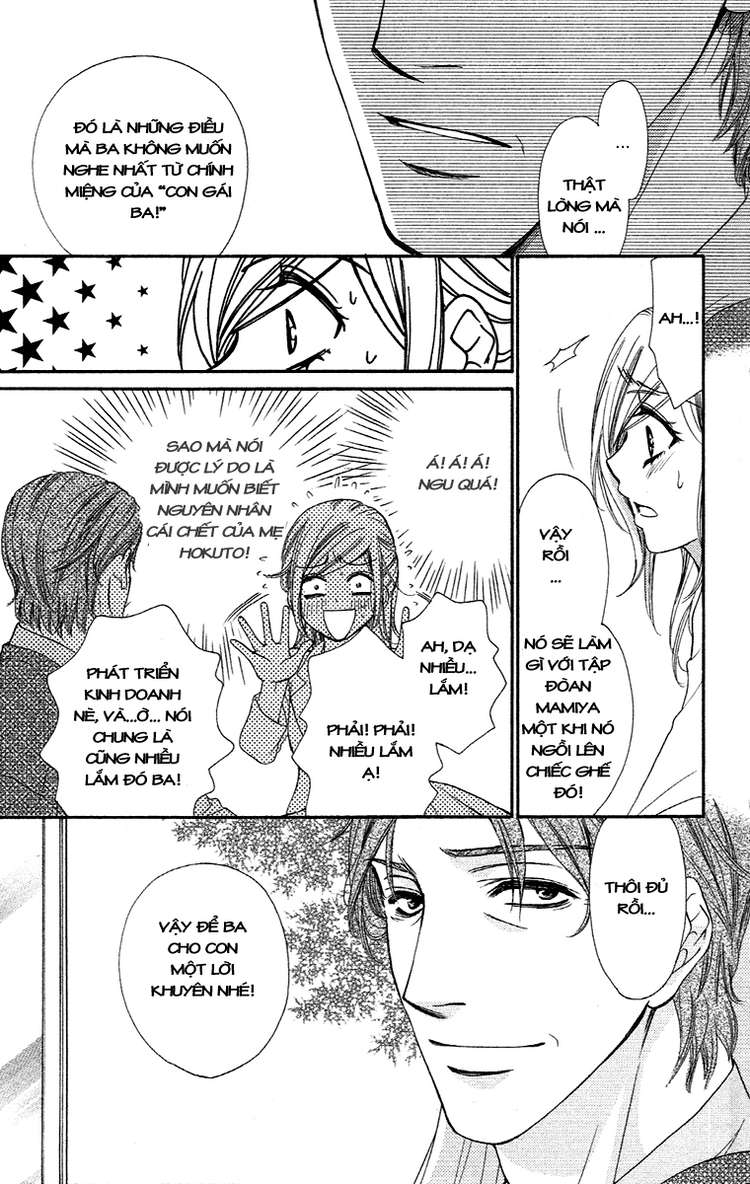 ...
THẬT
LÒNG MÀ
NÓI ...
ĐÓ LÀ NHỮNG ĐIỀU
MÀ BA KHÔNG MUỐN
NGHE NHẤT TỪ CHÍNH
MIỆNG CỦA "CON GÁI
BA!"
AH...!
VẬY
RỒI
...
NÓ SẼ LÀM
GÌ VỚI TẬP
ĐÒAN
MAMIYA
MỘT KHI NÓ
NGỒI LÊN
CHIẾC GHẾ
ĐÓ!
Á! Á! Á!
NGU QUÁ!
SAO MÀ NÓI
ĐƯỢC LÝ DO LÀ
MÌNH MUỐN BIẾT
NGUYÊN NHÂN
CÁI CHẾT CỦA MẸ
HOKUTO!
AH, DẠ
NHIỀU...
LẮM!
PHẢI! PHẢI!
NHIỀU LẮM
Ạ!
PHÁT TRIỂN
KINH DOANH
NÈ, VÀ...Ờ... NÓI
CHUNG LÀ
CŨNG NHIỀU
LẮM ĐÓ BA!
THÔI ĐỦ
RỒI...
VẬY ĐỂ BA
CHO CON
MỘT LỜI
KHUYÊN NHÉ!